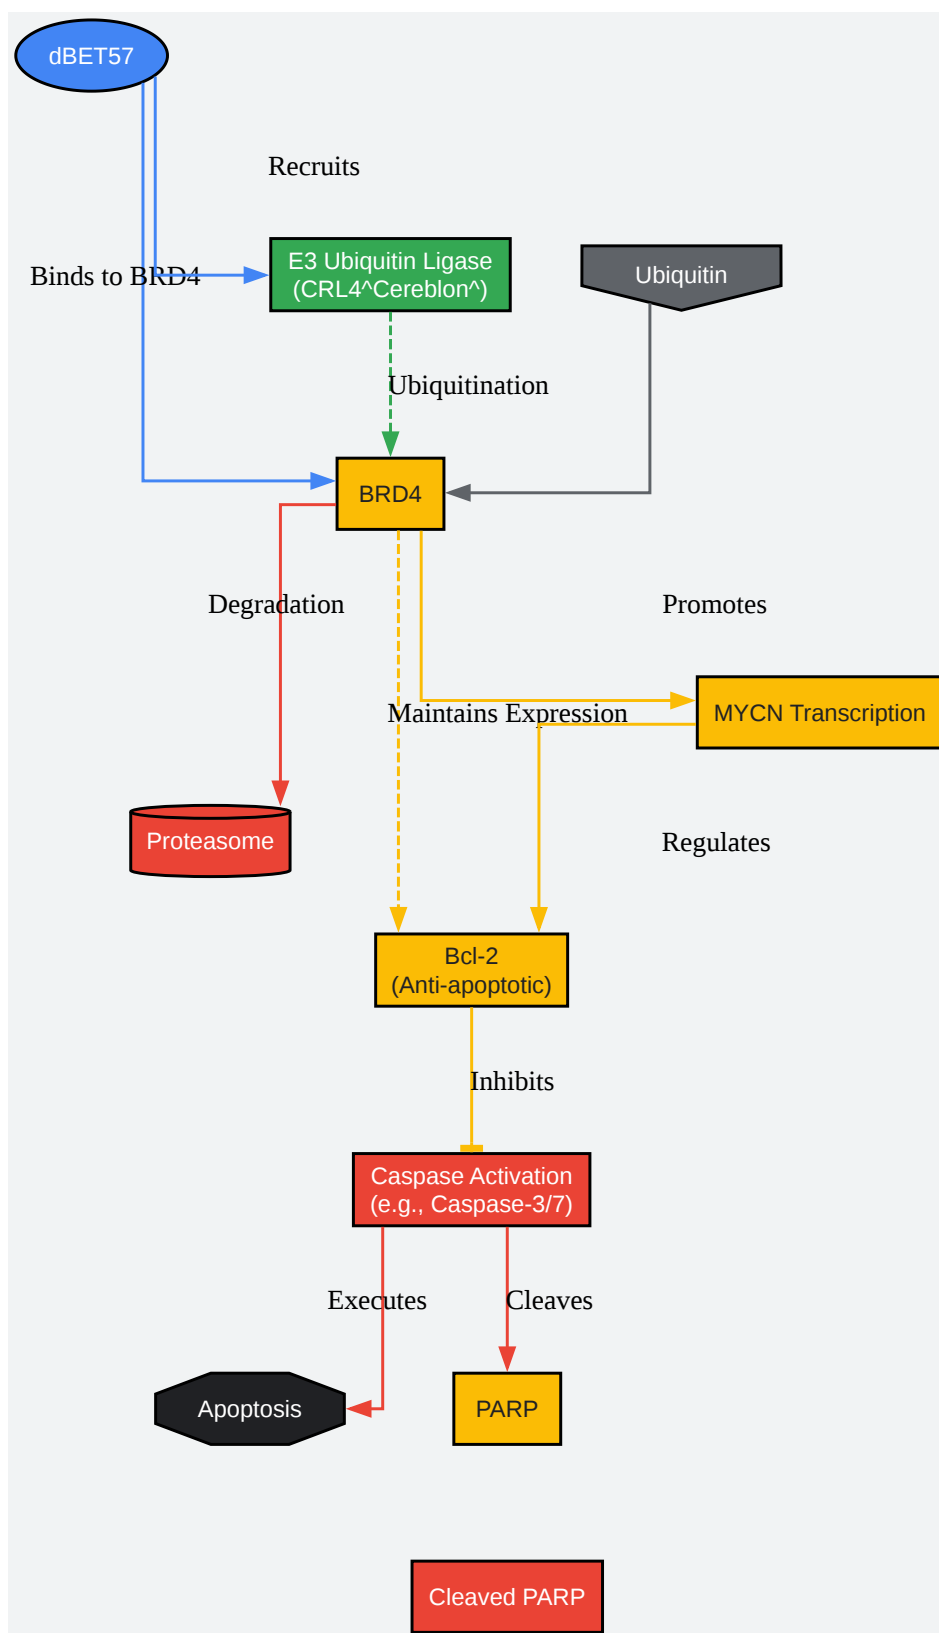 dBET57
Recruits
E3 Ubiquitin Ligase
(CRL4^Cereblon^)
Ubiquitin
Binds to BRD4
Ubiquitination
BRD4
Degradation
Promotes
Maintains Expression
MYCN Transcription
Proteasome
Regulates
Bcl-2
(Anti-apoptotic)
Inhibits
Caspase Activation
(e.g., Caspase-3/7)
Executes
Cleaves
Apoptosis
PARP
Cleaved PARP